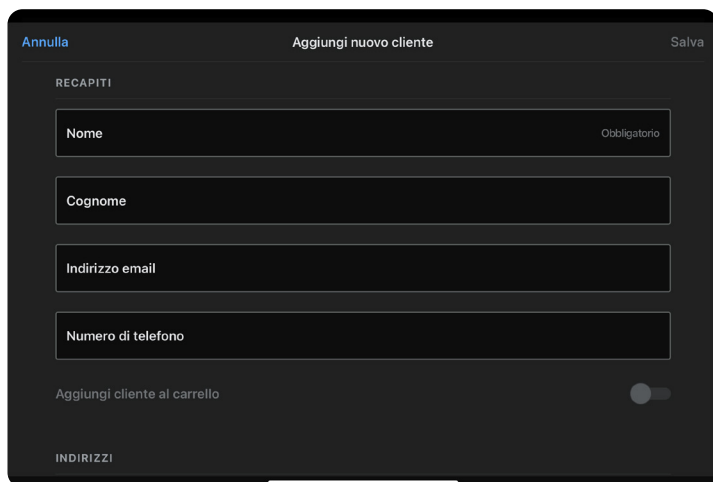 Annulla Aggiungi nuovo cliente Salva
RECAPITI
Nome Obbligatorio
Cognome
Indirizzo email
Numero di telefono
Aggiungi cliente al carrello
INDIRIZZI